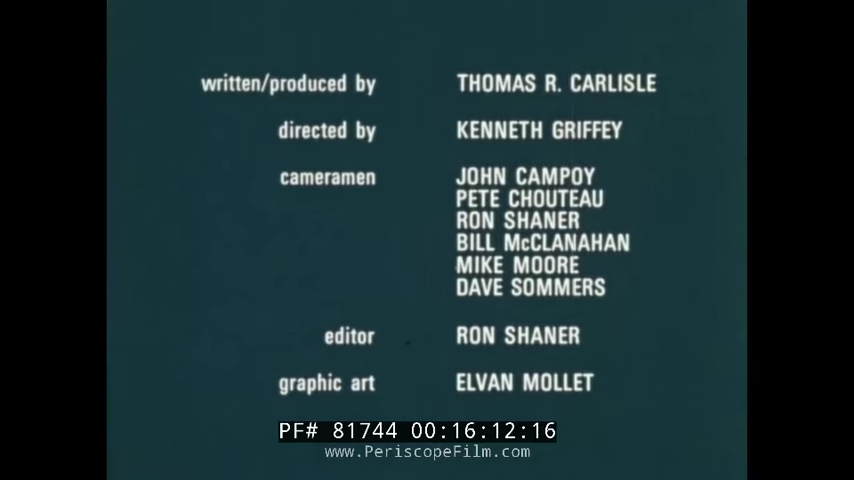 written/produced by THOMAS R. CARLISLE
directed by KENNETH GRIFFEY
cameramen JOHN CAMPOY
PETE CHOUTEAU
RON SHANER
BILL McCLANAHAN
MIKE MOORE
DAVE SOMMERS
editor RON SHANER
graphic art ELVAN MOLLET
PF# 81744 00:16:12:16
www.PeriscopeFilm.com